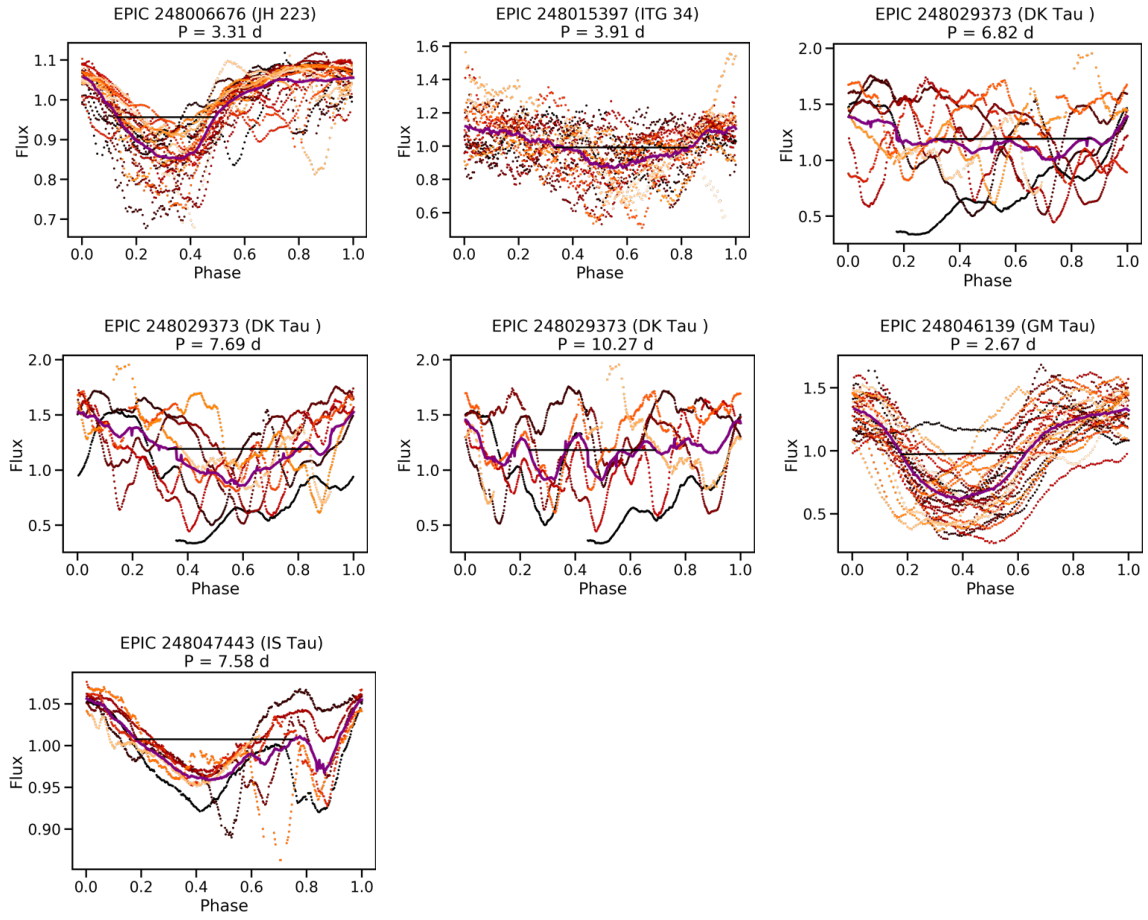 EPIC 248006676 (JH 223)
P = 3.31 d
Flux
1.1
1.0
0.9
0.8
0.7
0.0 0.2 0.4 0.6 0.8 1.0
Phase
EPIC 248015397 (ITG 34)
P = 3.91 d
Flux
1.6
1.4
1.2
1.0
0.8
0.6
0.0 0.2 0.4 0.6 0.8 1.0
Phase
EPIC 248029373 (DK Tau )
P = 6.82 d
Flux
2.0
1.5
1.0
0.5
0.0 0.2 0.4 0.6 0.8 1.0
Phase
EPIC 248029373 (DK Tau )
P = 7.69 d
Flux
2.0
1.5
1.0
0.5
0.0 0.2 0.4 0.6 0.8 1.0
Phase
EPIC 248029373 (DK Tau )
P = 10.27 d
Flux
2.0
1.5
1.0
0.5
0.0 0.2 0.4 0.6 0.8 1.0
Phase
EPIC 248046139 (GM Tau)
P = 2.67 d
Flux
1.5
1.0
0.5
0.0 0.2 0.4 0.6 0.8 1.0
Phase
EPIC 248047443 (IS Tau)
P = 7.58 d
Flux
1.05
1.00
0.95
0.90
0.0 0.2 0.4 0.6 0.8 1.0
Phase